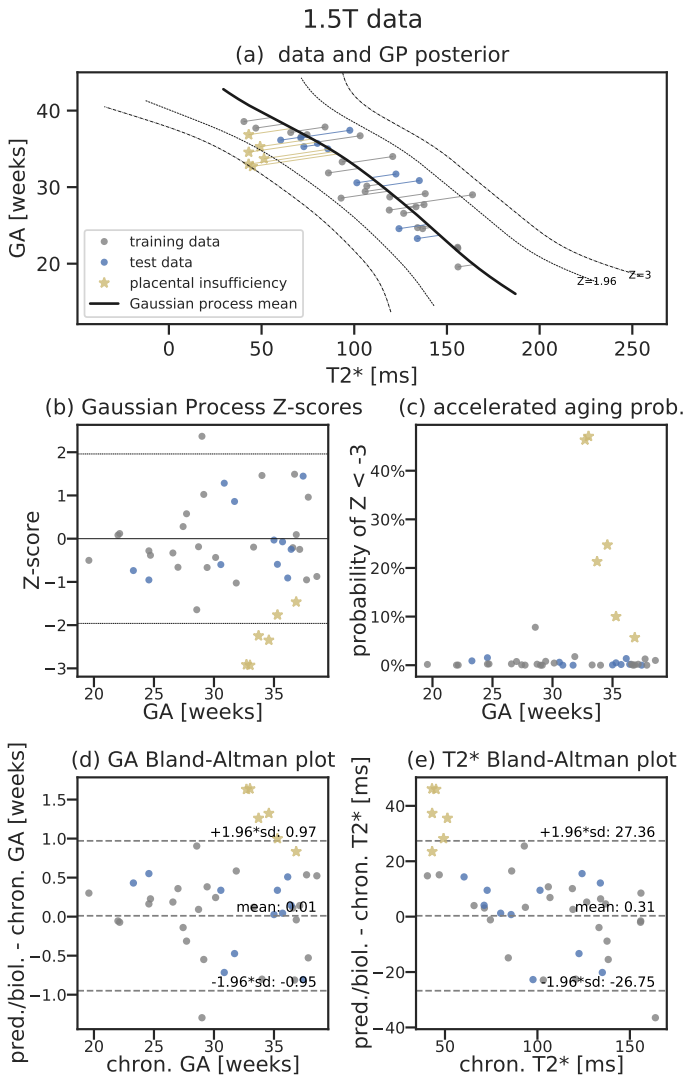 1.5T data
(a)  data and GP posterior
GA [weeks]
40
30
20
training data
test data
placental insufficiency
Gaussian process mean
Z=1.96
Z=3
0
50
100
150
200
250
T2* [ms]
(b) Gaussian Process Z-scores
Z-score
2
1
0
−1
−2
−3
20
25
30
35
GA [weeks]
(c) accelerated aging prob.
probability of Z < -3
40%
30%
20%
10%
0%
20
25
30
35
GA [weeks]
(d) GA Bland-Altman plot
pred./biol. - chron. GA [weeks]
1.5
1.0
0.5
0.0
−0.5
−1.0
+1.96*sd: 0.97
mean: 0.01
-1.96*sd: -0.95
20
25
30
35
chron. GA [weeks]
(e) T2* Bland-Altman plot
pred./biol. - chron. T2* [ms]
40
20
0
−20
−40
+1.96*sd: 27.36
mean: 0.31
-1.96*sd: -26.75
50
100
150
chron. T2* [ms]